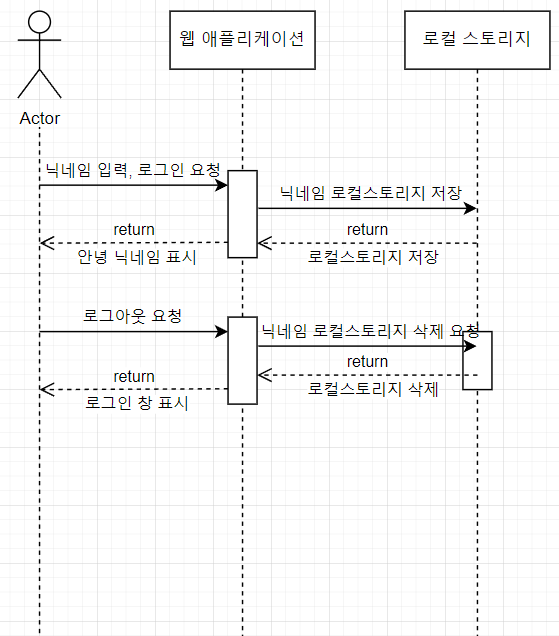 웹 애플리케이션
로컬 스토리지
Actor
닉네임 입력, 로그인 요청
닉네임 로컬스토리지 저장
return
return
안녕 닉네임 표시
로컬스토리지 저장
로그아웃 요청
닉네임 로컬스토리지 삭제 요청
return
return
로컬스토리지 삭제
로그인 창 표시